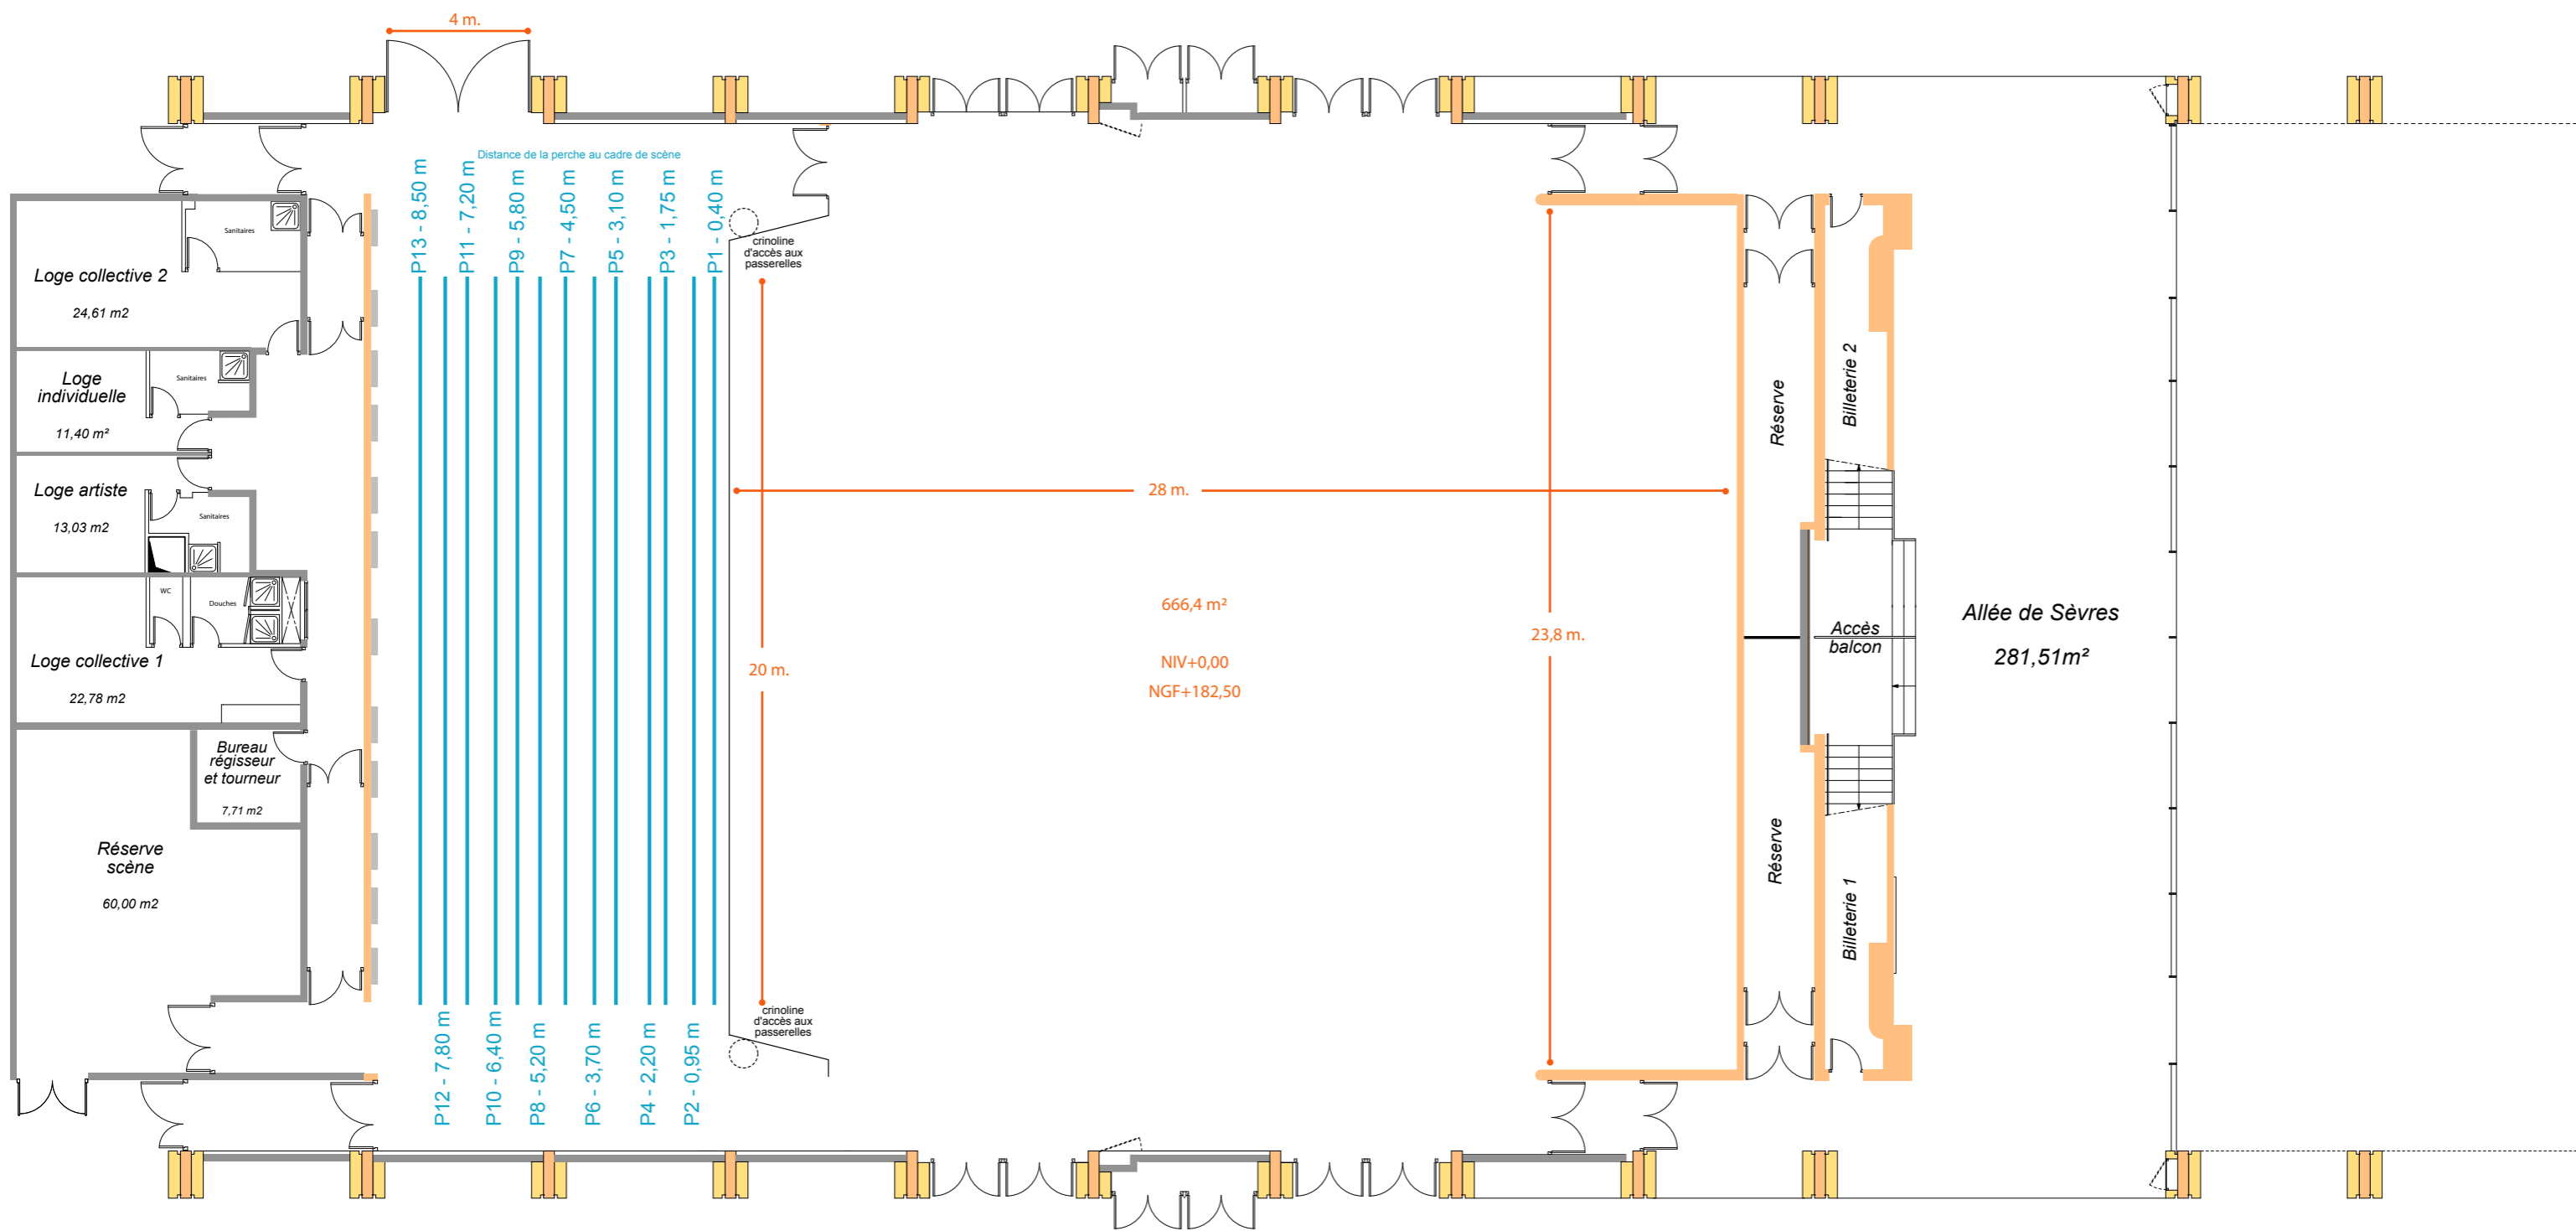 4 m.
Distance de la perche au cadre de scène
P13 - 8,50 m
P11 - 7,20 m
P9 - 5,80 m
P7 - 4,50 m
P5 - 3,10 m
P3 - 1,75 m
P1 - 0,40 m
crinoline
d'accès aux
passerelles
Sanitaires
Loge collective 2
24,61 m2
Loge
individuelle
11,40 m²
Sanitaires
Loge artiste
13,03 m2
Sanitaires
WC
Douches
Loge collective 1
22,78 m2
Bureau
régisseur
et tourneur
7,71 m2
Réserve
scène
60,00 m2
20 m.
28 m.
666,4 m²
NIV+0,00
NGF+182,50
23,8 m.
Réserve
Billeterie 2
Accès
balcon
Allée de Sèvres
281,51m²
Réserve
Billeterie 1
crinoline
d'accès aux
passerelles
P12 - 7,80 m
P10 - 6,40 m
P8 - 5,20 m
P6 - 3,70 m
P4 - 2,20 m
P2 - 0,95 m